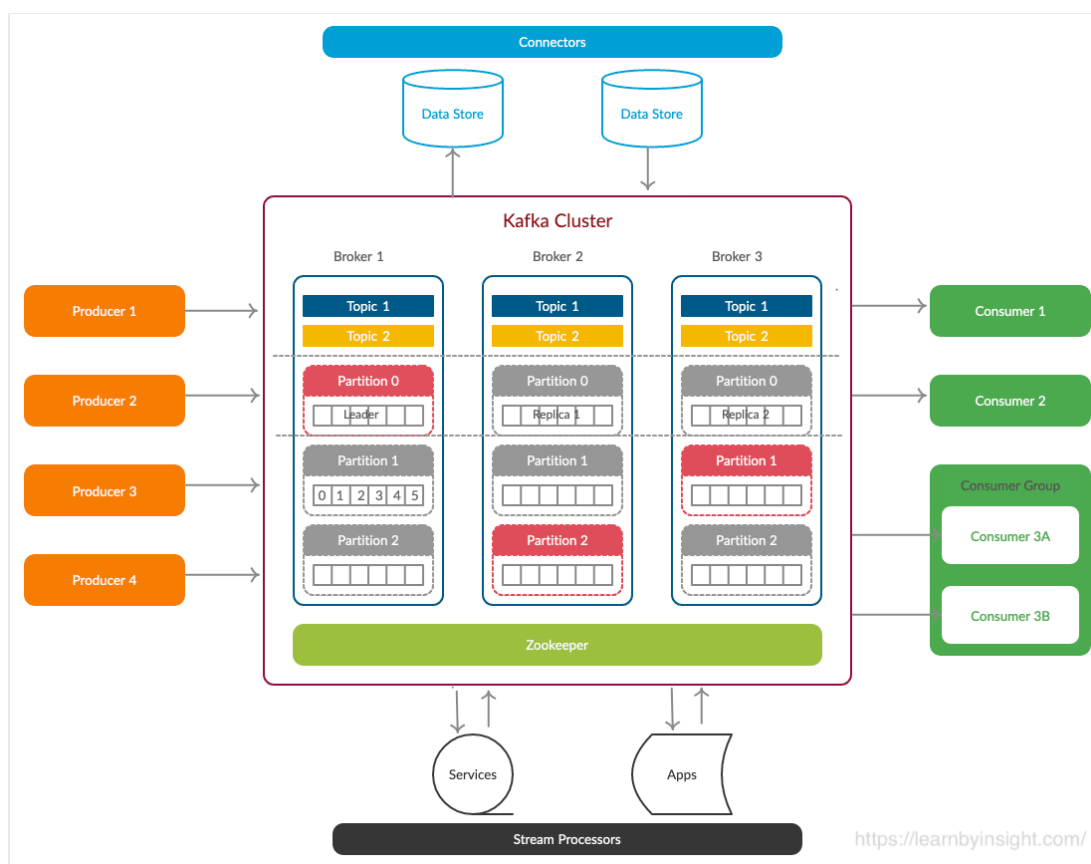 Connectors
Data Store
Data Store
Kafka Cluster
Broker 1
Broker 2
Broker 3
Topic 1
Topic 1
Topic 1
Topic 2
Topic 2
Topic 2
Producer 1
Producer 2
Producer 3
Producer 4
Partition 0
Partition 0
Partition 0
Leader
Replica 1
Replica 2
Partition 1
Partition 1
Partition 1
0 1 2 3 4 5
Partition 2
Partition 2
Partition 2
Zookeeper
Consumer 1
Consumer 2
Consumer Group
Consumer 3A
Consumer 3B
Services
Apps
Stream Processors
https://learnbyinsight.com/